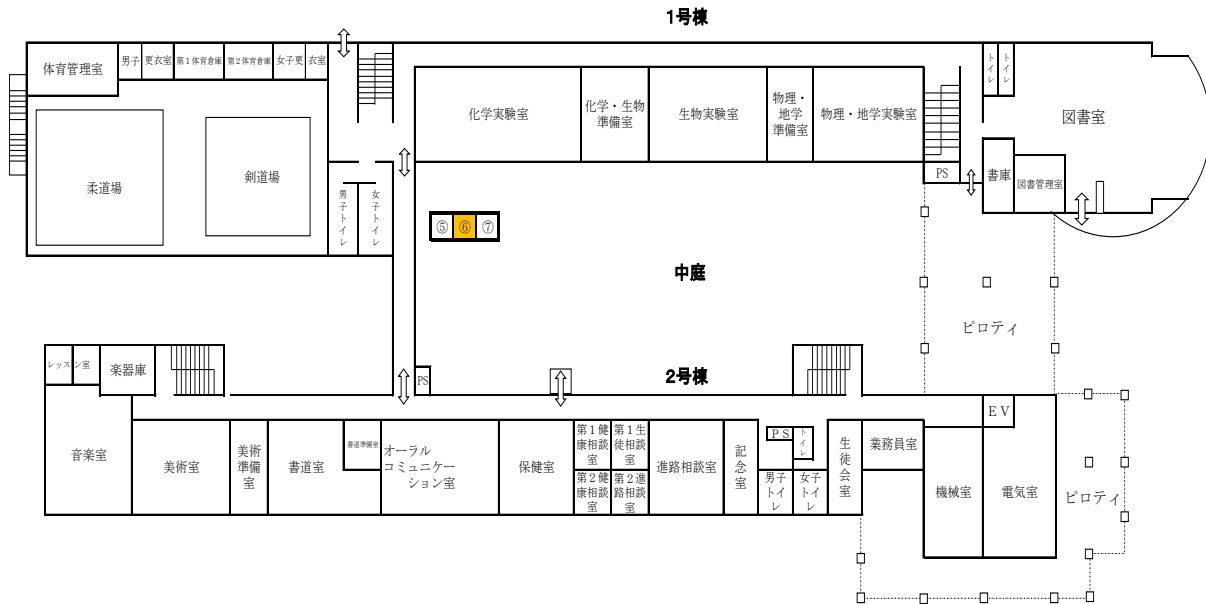 1号棟
体育管理室
男子
更衣室
第1体育倉庫
第2体育倉庫
女子更
衣室
柔道場
剣道場
男子トイレ
女子トイレ
化学実験室
化学・生物
準備室
生物実験室
物理・
地学
準備室
物理・地学実験室
PS
トイレ
トイレ
図書室
書庫
図書管理室
⑤
⑥
⑦
中庭
ピロティ
2号棟
PS
レッスン室
楽器庫
音楽室
美術室
美術
準備
室
書道室
書道準備室
オーラル
コミュニケー
ション室
保健室
第1健
康相談
室
第2健
康相談
室
第1生
徒相談
室
第2進
路相談
室
進路相談室
記念室
PS
トイレ
男子
トイ
レ
女子
トイ
レ
生徒会室
業務員室
EV
機械室
電気室
ピロティ